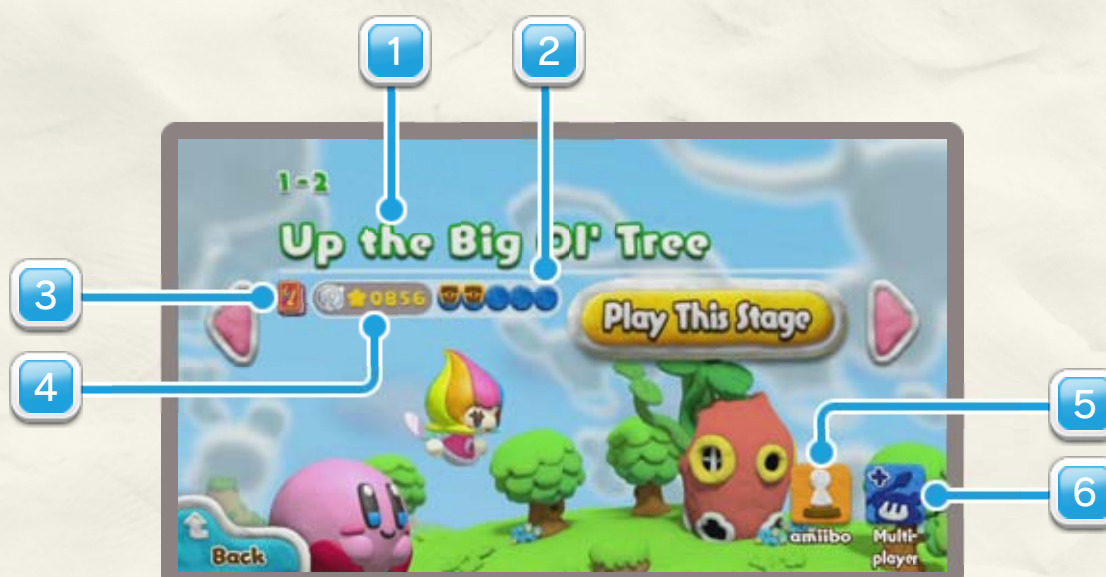 1
2
1-2
Up the Big Ol' Tree
3
0856
Play This Stage
4
5
6
amiibo
Multi-
player
Back